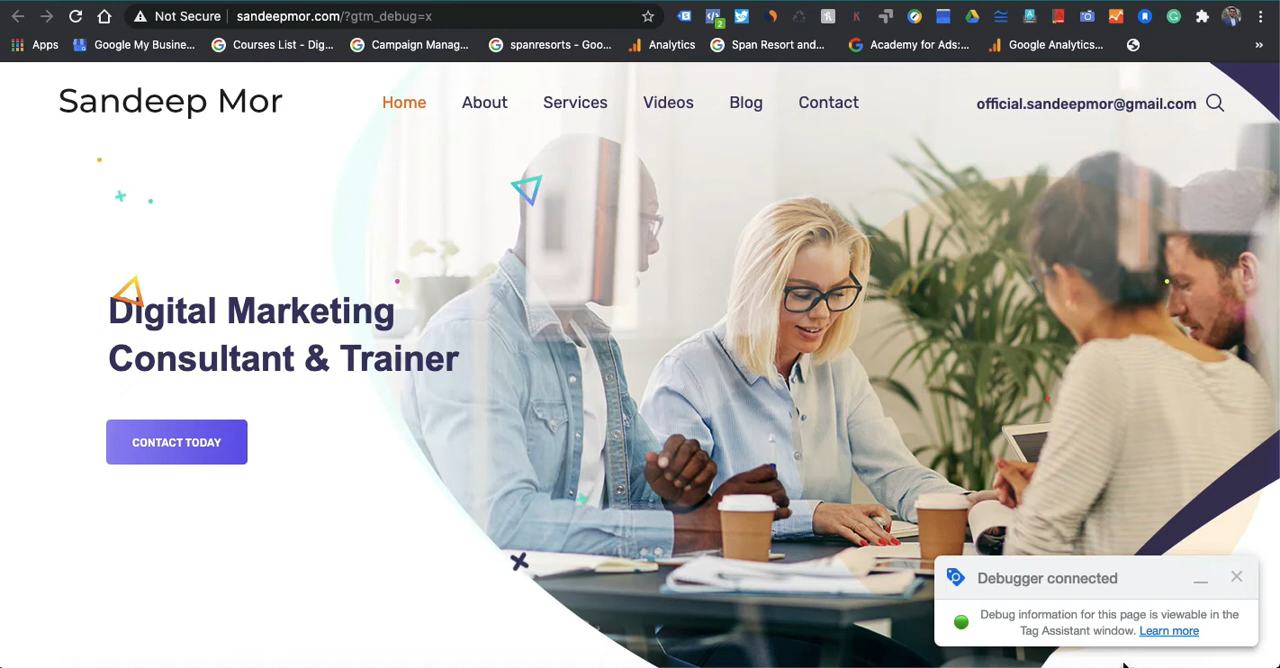 Not Secure sandeepmor.com/?gtm_debug=x
2
K
Apps Google My Busine... Courses List - Dig... Campaign Manag... spanresorts - Goo... Analytics Span Resort and... Academy for Ads:... Google Analytics... »
Sandeep Mor Home About Services Videos Blog Contact official.sandeepmor@gmail.com
Digital Marketing
Consultant & Trainer
CONTACT TODAY
Debugger connected
Debug information for this page is viewable in the
Tag Assistant window. Learn more